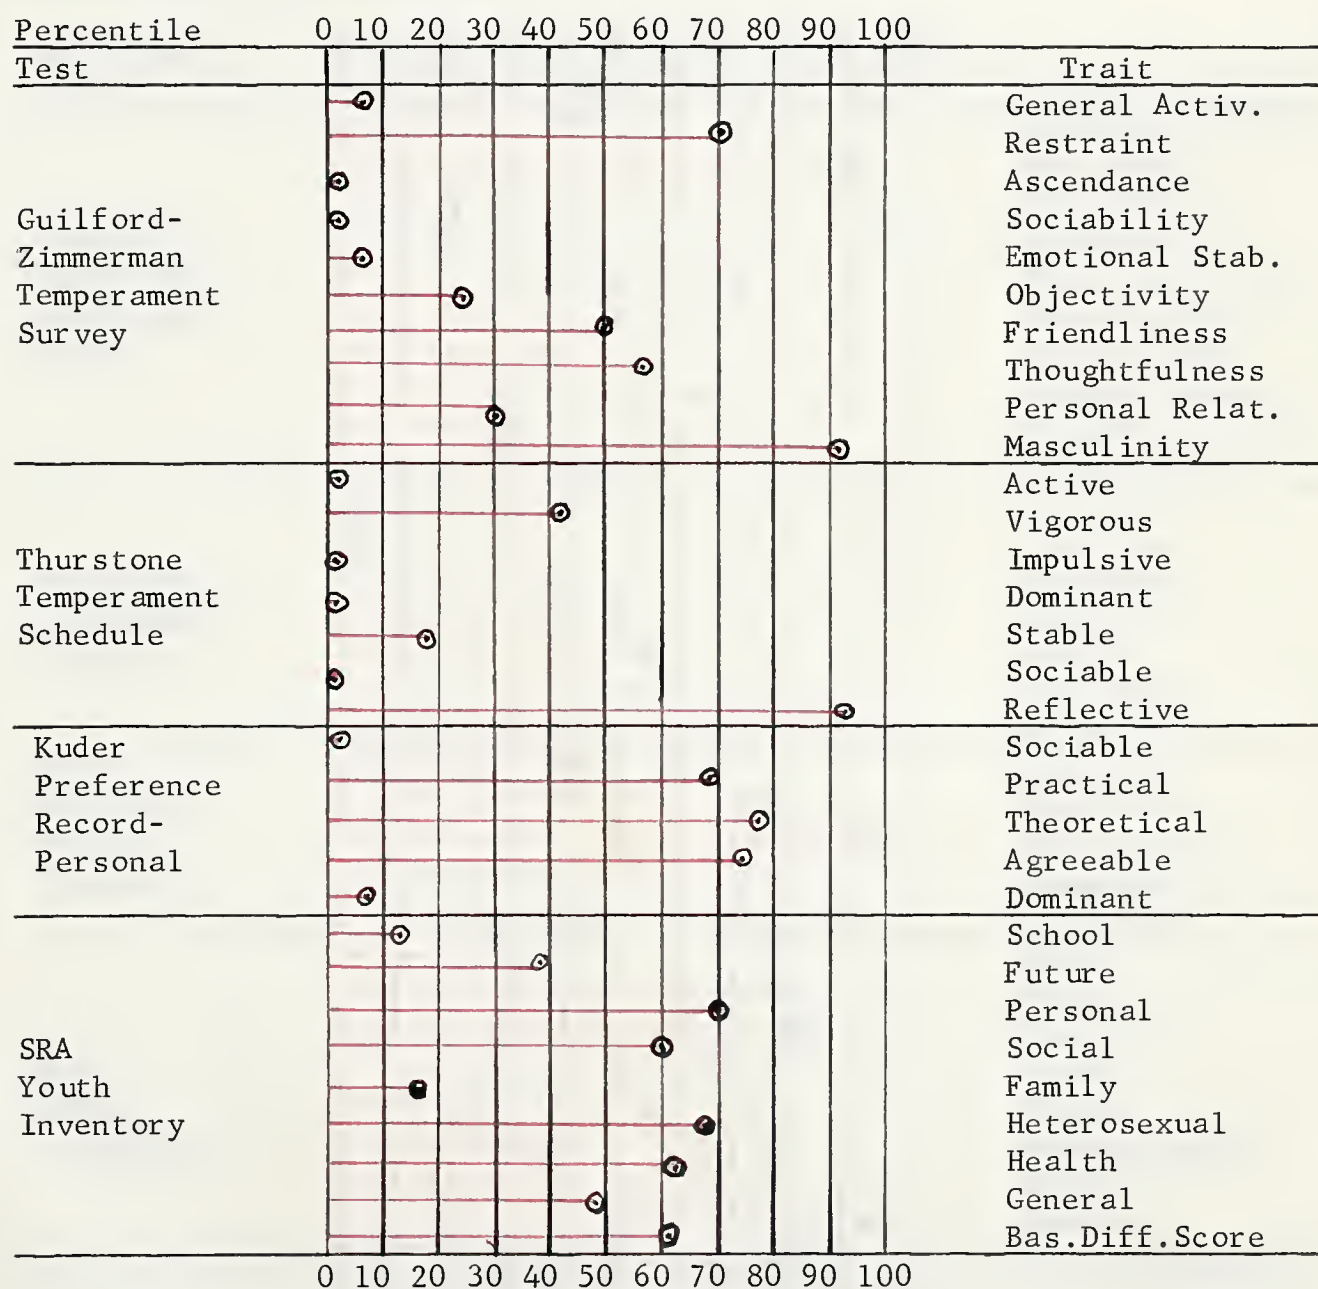 Percentile 0 10 20 30 40 50 60 70 80 90 100
Test Trait
General Activ.
Restraint
Ascendance
Guilford- Sociability
Zimmerman Emotional Stab.
Temperament Objectivity
Survey Friendliness
Thoughtfulness
Personal Relat.
Masculinity
Active
Vigorous
Thurstone Impulsive
Temperament Dominant
Schedule Stable
Sociable
Reflective
Kuder Sociable
Preference Practical
Record- Theoretical
Personal Agreeable
Dominant
School
Future
Personal
SRA Social
Youth Family
Inventory Heterosexual
Health
General
Bas.Diff.Score
0 10 20 30 40 50 60 70 80 90 100